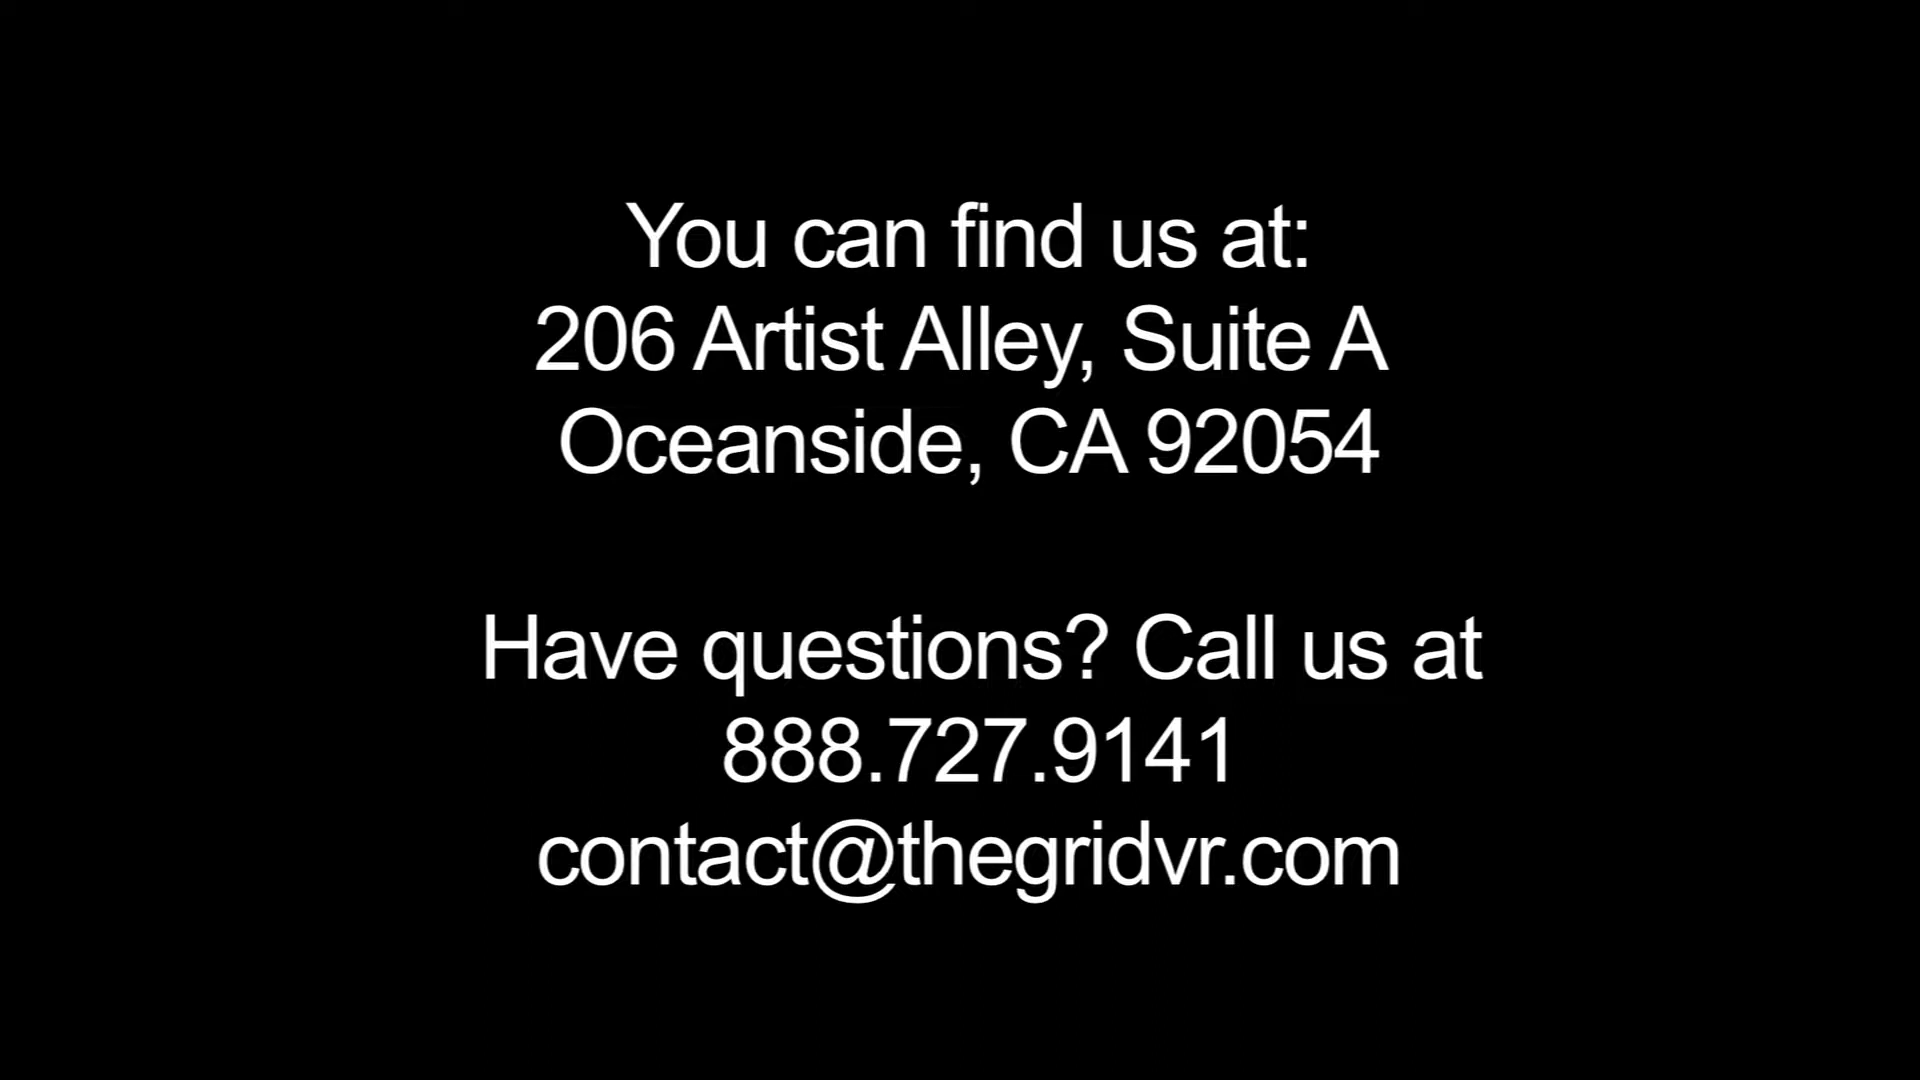 You can find us at:
206 Artist Alley, Suite A
Oceanside, CA 92054
Have questions? Call us at
888.727.9141
contact@thegridvr.com